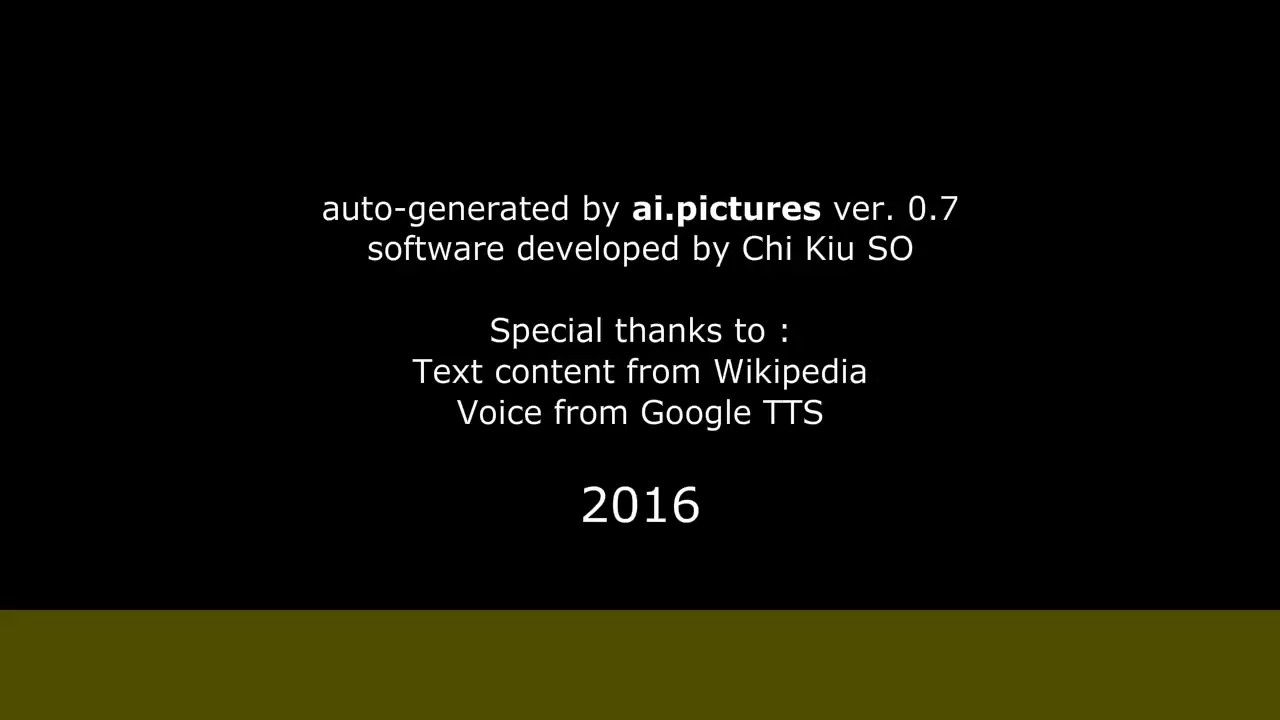 auto-generated by ai.pictures ver. 0.7
software developed by Chi Kiu SO
Special thanks to :
Text content from Wikipedia
Voice from Google TTS
2016